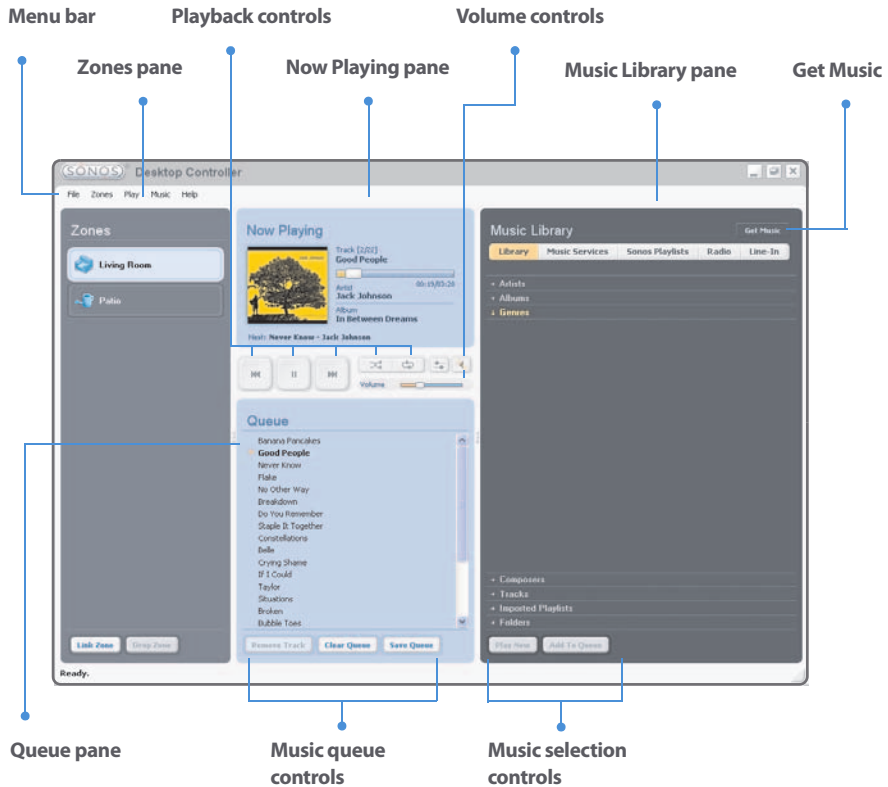 Menu bar
Playback controls
Volume controls
Zones pane
Now Playing pane
Music Library pane
Get Music
SONOS Desktop Controller
File Zones Play Music Help
Zones
Living Room
Patio
Now Playing
Track [2/22]
Good People
00:15/03:28
Artist
Jack Johnson
Album
In Between Dreams
Next: Never Know - Jack Johnson
Volume
Queue
Banana Pancakes
Good People
Never Know
Flake
No Other Way
Breakdown
Do You Remember
Staple It Together
Constellations
Belle
Crying Shame
If I Could
Taylor
Situations
Broken
Bubble Toes
Remove Track Clear Queue Save Queue
Music Library
Get Music
Library Music Services Sonos Playlists Radio Line-In
Artists
Albums
Genres
Composers
Tracks
Imported Playlists
Folders
Play Now Add To Queue
Link Zone Drop Zone
Ready.
Queue pane
Music queue
controls
Music selection
controls